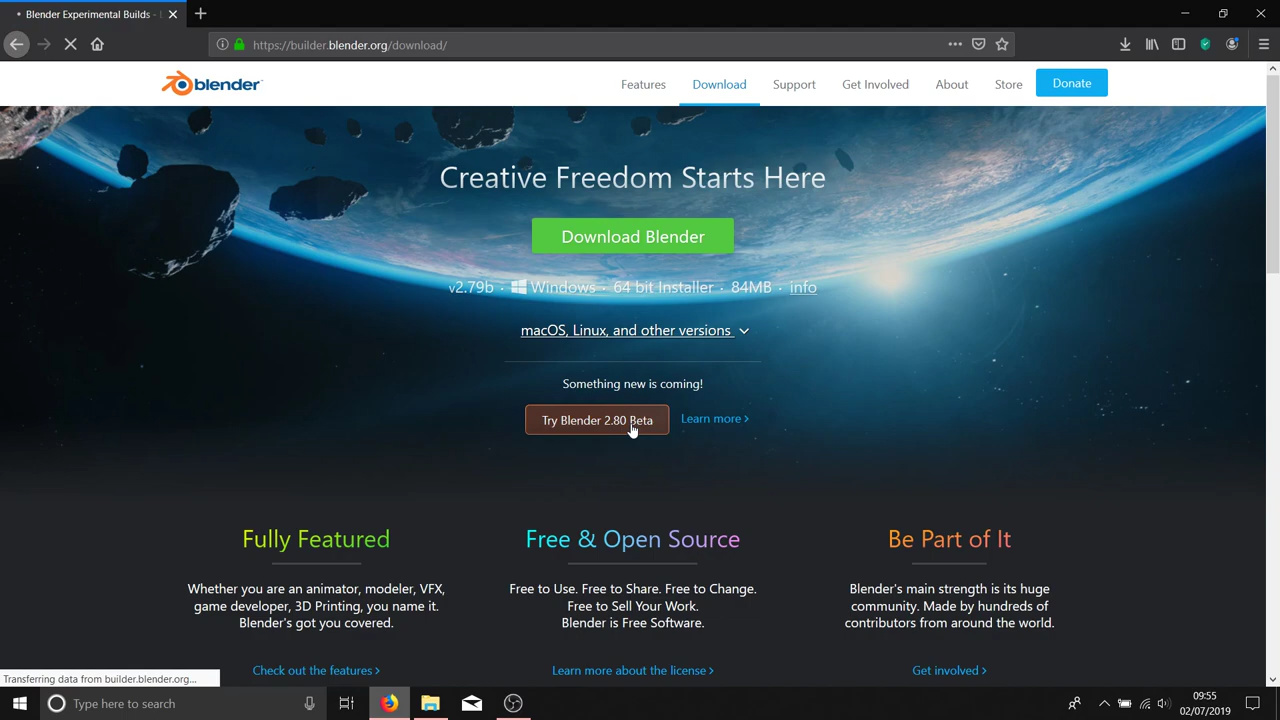 Blender Experimental Builds -
https://builder.blender.org/download/
blender
Features
Download
Support
Get Involved
About
Store
Donate
Creative Freedom Starts Here
Download Blender
v2.79b · Windows · 64 bit Installer · 84MB · info
macOS, Linux, and other versions
Something new is coming!
Try Blender 2.80 Beta
Learn more >
Fully Featured
Whether you are an animator, modeler, VFX,
game developer, 3D Printing, you name it.
Blender's got you covered.
Check out the features >
Free & Open Source
Free to Use. Free to Share. Free to Change.
Free to Sell Your Work.
Blender is Free Software.
Learn more about the license >
Be Part of It
Blender's main strength is its huge
community. Made by hundreds of
contributors from around the world.
Get involved >
Transferring data from builder.blender.org...
Type here to search
09:55
02/07/2019